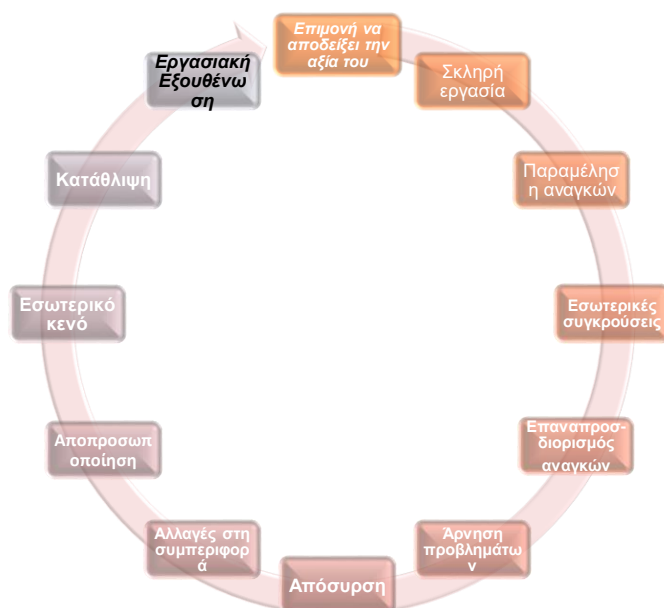 Επιμονή να
αποδείξει την
αξία του
Σκληρή
εργασία
Παραμέλησ
η αναγκών
Εσωτερικές
συγκρούσεις
Επαναπροσ-
διορισμός
αναγκών
Άρνηση
προβλημάτω
ν
Απόσυρση
Αλλαγές στη
συμπεριφορ
ά
Αποπροσωπ
οποίηση
Εσωτερικό
κενό
Κατάθλιψη
Εργασιακή
Εξουθένω
ση